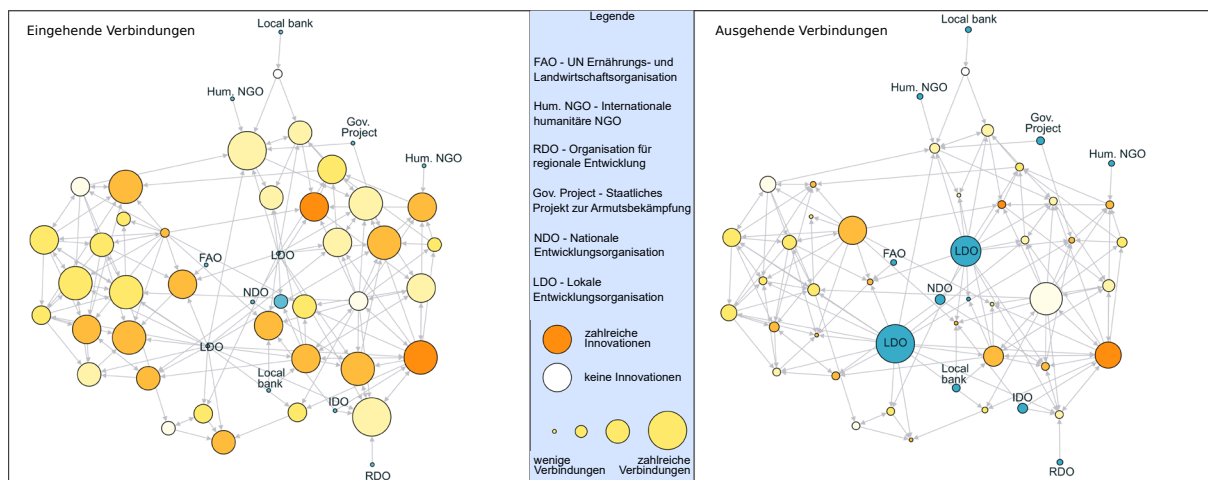 Eingehende Verbindungen
Local bank
Hum. NGO
Gov.
Project
Hum. NGO
FAO
LDO
NDO
LDO
Local
bank
IDO
RDO
Legende
FAO - UN Ernährungs- und
Landwirtschaftsorganisation
Hum. NGO - Internationale
humanitäre NGO
RDO - Organisation für
regionale Entwicklung
Gov. Project - Staatliches
Projekt zur Armutsbekämpfung
NDO - Nationale
Entwicklungsorganisation
LDO - Lokale
Entwicklungsorganisation
zahlreiche
Innovationen
keine Innovationen
wenige
Verbindungen
zahlreiche
Verbindungen
Ausgehende Verbindungen
Local bank
Hum. NGO
Gov.
Project
Hum. NGO
LDO
FAO
NDO
LDO
Local
bank
IDO
RDO